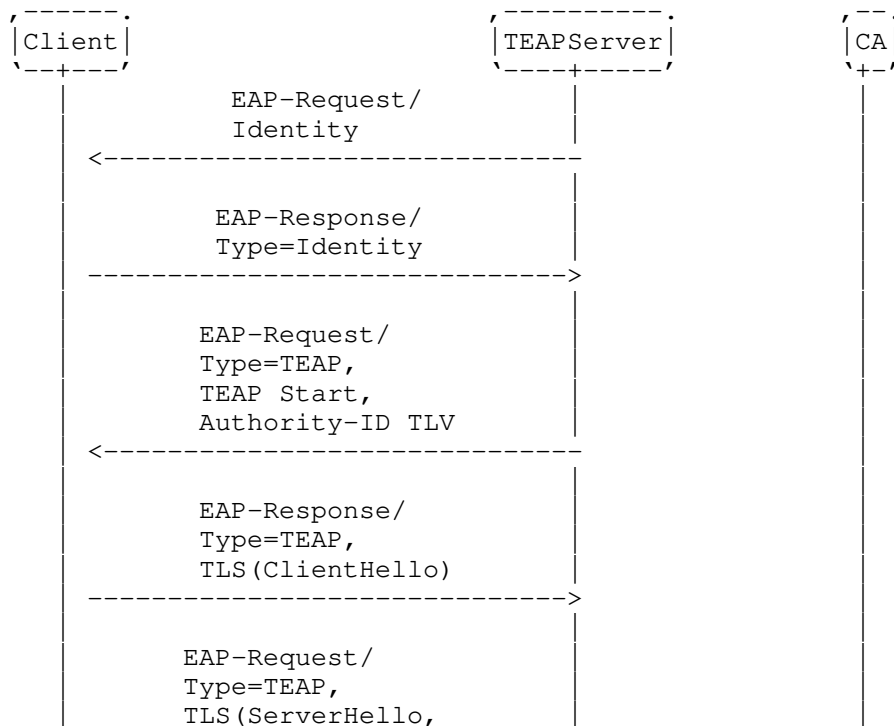 Client TEAPServer CA
EAP-Request/
Identity
EAP-Response/
Type=Identity
EAP-Request/
Type=TEAP,
TEAP Start,
Authority-ID TLV
EAP-Response/
Type=TEAP,
TLS(ClientHello)
EAP-Request/
Type=TEAP,
TLS(ServerHello,